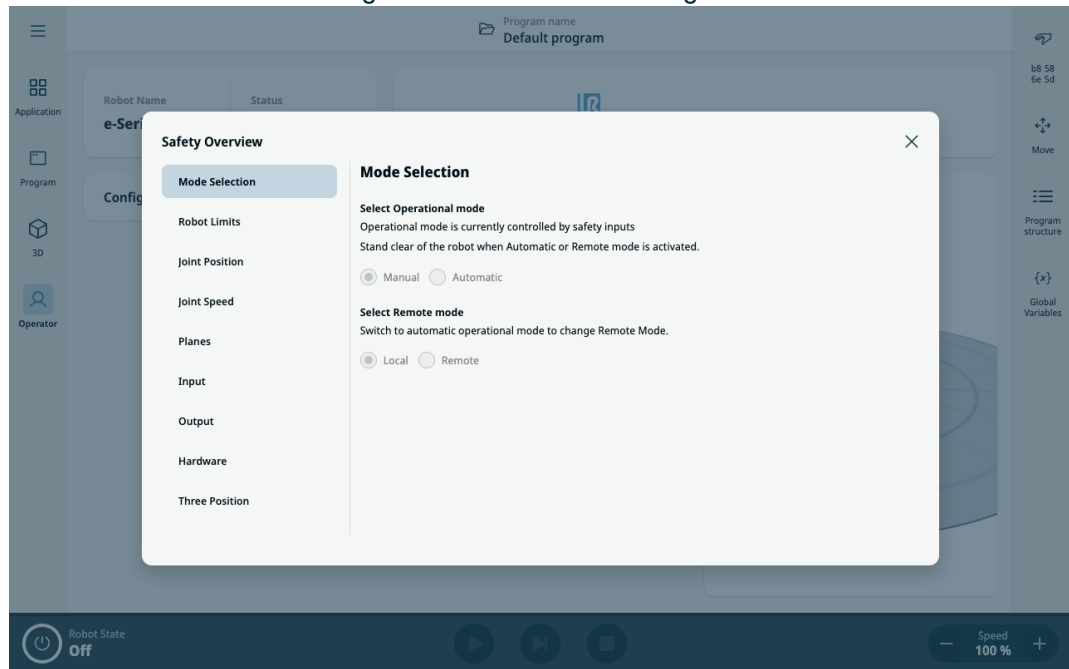 Program name
Default program
b8 58
6e 5d
Application
Robot Name
Status
e-Seri
Move
Program
Config
Program
structure
3D
{x}
Global
Variables
Operator
Safety Overview
Mode Selection
Robot Limits
Joint Position
Joint Speed
Planes
Input
Output
Hardware
Three Position
Mode Selection
Select Operational mode
Operational mode is currently controlled by safety inputs
Stand clear of the robot when Automatic or Remote mode is activated.
Manual Automatic
Select Remote mode
Switch to automatic operational mode to change Remote Mode.
Local Remote
Robot State
Off
Speed
100 %